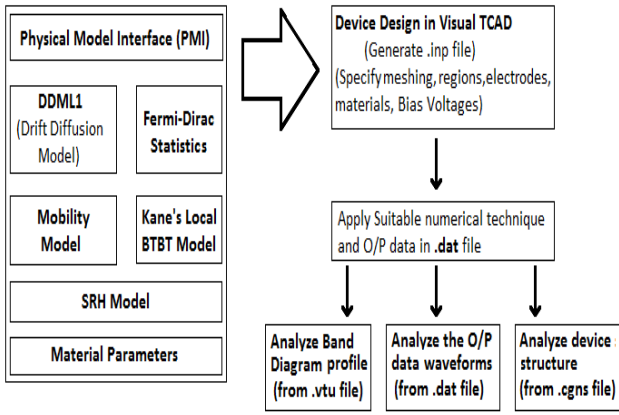 Physical Model Interface (PMI)
DDML1
(Drift Diffusion
Model)
Fermi-Dirac
Statistics
Mobility
Model
Kane's Local
BTBT Model
SRH Model
Material Parameters
Device Design in Visual TCAD
(Generate .inp file)
(Specify meshing, regions,electrodes,
materials, Bias Voltages)
Apply Suitable numerical technique
and O/P data in .dat file
Analyze Band
Diagram profile
(from .vtu file)
Analyze the O/P
data waveforms
(from .dat file)
Analyze device :
structure
(from .cgns file)